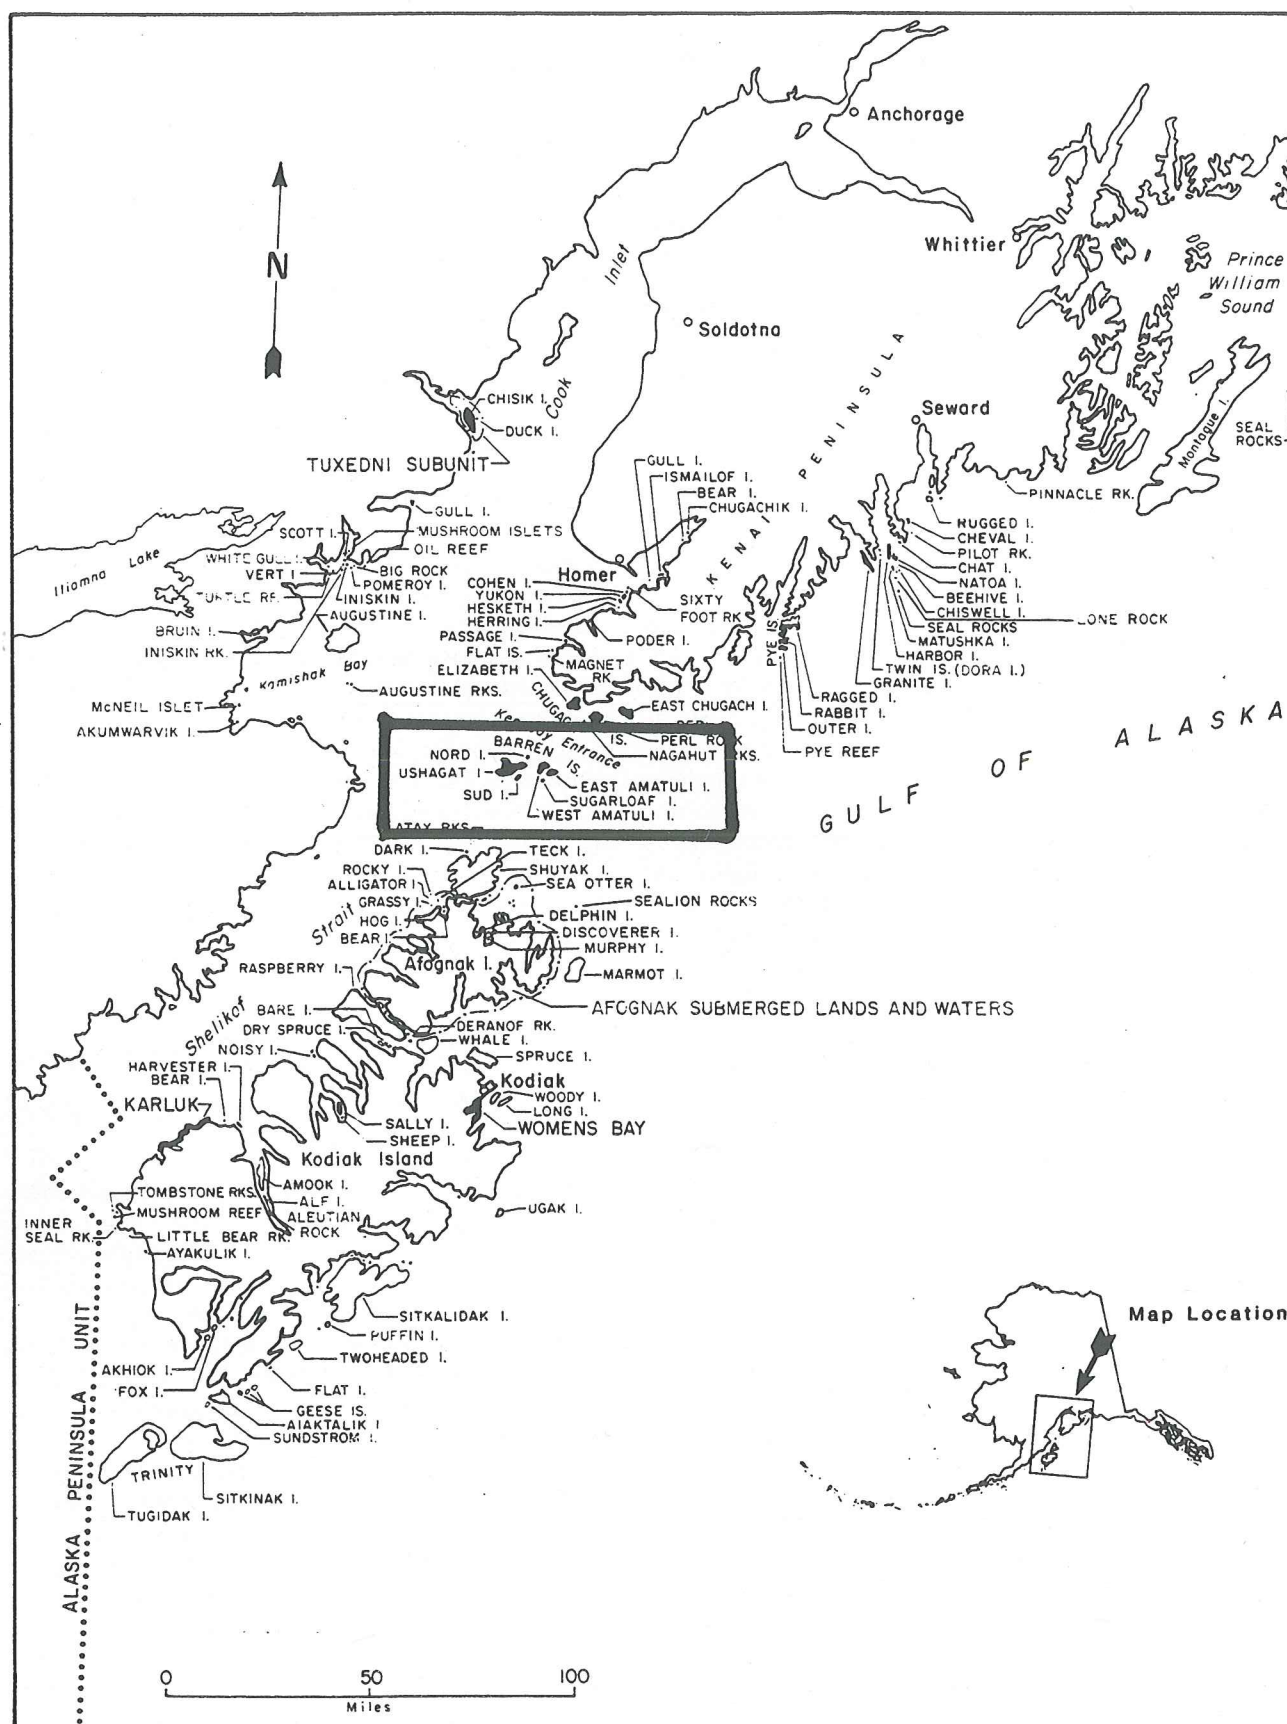 Anchorage
N
Whittier
Prince
William
Sound
Inlet
Cook
Soldotna
KENAI PENINSULA
Seward
Montague I.
SEAL
ROCKS
CHISIK I.
DUCK I.
TUXEDNI SUBUNIT
GULL I.
ISMAILOF I.
BEAR I.
CHUGACHIK I.
PINNACLE RK.
GULL I.
SCOTT I.
MUSHROOM ISLETS
OIL REEF
WHITE GULL I.
BIG ROCK
VERT I.
POMEROY I.
TURTLE RF.
INISKIN I.
AUGUSTINE I.
Iliamna Lake
BRUIN I.
INISKIN RK.
Kamishak Bay
AUGUSTINE RKS.
McNEIL ISLET
AKUMWARVIK I.
Homer
COHEN I.
YUKON I.
HESKETH I.
HERRING I.
SIXTY
FOOT RK
PASSAGE I.
PODER I.
FLAT IS.
ELIZABETH I.
MAGNET
RK
RUGGED I.
CHEVAL I.
PILOT RK.
CHAT I.
NATOA I.
BEEHIVE I.
CHISWELL I.
LONE ROCK
SEAL ROCKS
MATUSHKA I.
HARBOR I.
TWIN IS. (DORA I.)
GRANITE I.
PYE IS.
RAGGED I.
RABBIT I.
OUTER I.
PYE REEF
EAST CHUGACH I.
CHUGACH
IS.
PERL ROCK
NAGAHUT RKS.
Entrance
BARREN IS.
NORD I.
USHAGAT I
SUD I.
EAST AMATULI I.
SUGARLOAF I.
WEST AMATULI I.
LATAX RKS.
GULF OF ALASKA
DARK I.
TECK I.
ROCKY I.
SHUYAK I.
ALLIGATOR I
SEA OTTER I.
GRASSY I.
SEALION ROCKS
HOG I.
DELPHIN I.
DISCOVERER I.
BEAR I.
MURPHY I.
Afognak I.
MARMOT I.
Shelikof Strait
RASPBERRY I.
AFOGNAK SUBMERGED LANDS AND WATERS
BARE I.
DERANOF RK.
DRY SPRUCE I.
WHALE I.
NOISY I.
SPRUCE I.
HARVESTER I.
BEAR I.
Kodiak
WOODY I.
KARLUK
LONG I.
SALLY I.
WOMENS BAY
SHEEP I.
Kodiak Island
AMOOK I.
TOMBSTONE RKS.
ALF I.
MUSHROOM REEF
ALEUTIAN
ROCK
UGAK I.
INNER
SEAL RK.
LITTLE BEAR RK.
AYAKULIK I.
SITKALIDAK I.
PUFFIN I.
TWOHEADED I.
AKHIOK I.
FOX I.
FLAT I.
GEESE IS.
AIAKTALIK I
SUNDSTROM I.
TRINITY
SITKINAK I.
TUGIDAK I.
ALASKA PENINSULA UNIT
Map Location
0 50 100
Miles